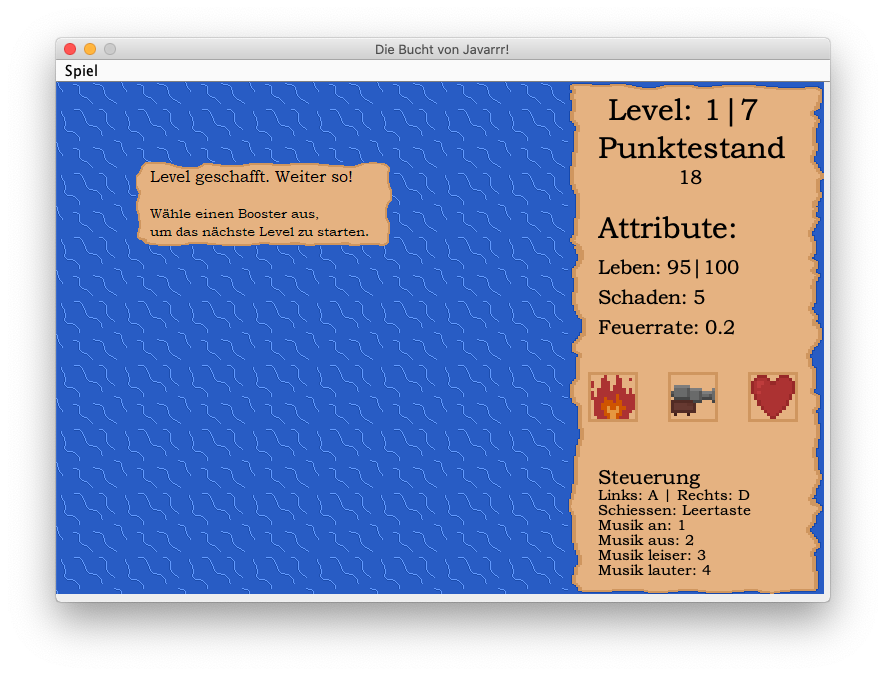 Die Bucht von Javarrr!
Spiel
Level geschafft. Weiter so!
Wähle einen Booster aus,
um das nächste Level zu starten.
Level: 1|7
Punktestand
18
Attribute:
Leben: 95|100
Schaden: 5
Feuerrate: 0.2
Steuerung
Links: A | Rechts: D
Schiessen: Leertaste
Musik an: 1
Musik aus: 2
Musik leiser: 3
Musik lauter: 4